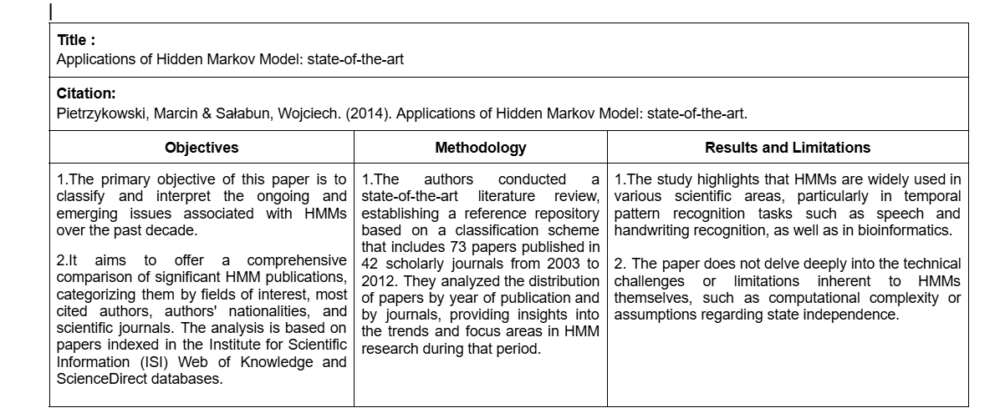 Title :
Applications of Hidden Markov Model: state-of-the-art
Citation:
Pietrzykowski, Marcin & Sałabun, Wojciech. (2014). Applications of Hidden Markov Model: state-of-the-art.
Objectives
1.The primary objective of this paper is to
classify and interpret the ongoing and
emerging issues associated with HMMs
over the past decade.
2.It aims to offer a comprehensive
comparison of significant HMM publications,
categorizing them by fields of interest, most
cited authors, authors' nationalities, and
scientific journals. The analysis is based on
papers indexed in the Institute for Scientific
Information (ISI) Web of Knowledge and
ScienceDirect databases.
Methodology
1.The authors conducted a
state-of-the-art literature review,
establishing a reference repository
based on a classification scheme
that includes 73 papers published in
42 scholarly journals from 2003 to
2012. They analyzed the distribution
of papers by year of publication and
by journals, providing insights into
the trends and focus areas in HMM
research during that period.
Results and Limitations
1.The study highlights that HMMs are widely used in
various scientific areas, particularly in temporal
pattern recognition tasks such as speech and
handwriting recognition, as well as in bioinformatics.
2. The paper does not delve deeply into the technical
challenges or limitations inherent to HMMs
themselves, such as computational complexity or
assumptions regarding state independence.